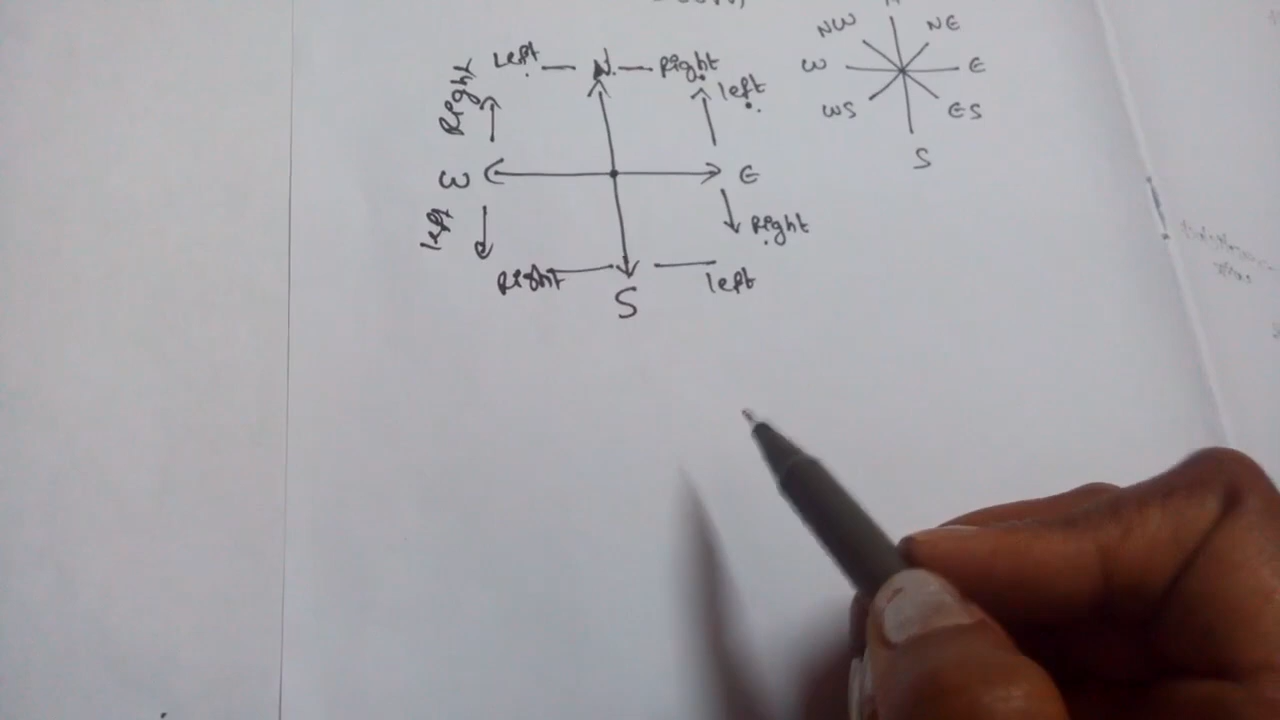 Left — N — Right
Right
left
W
E
left
Right
Right
left
S
N
NW
NE
W
E
WS
ES
S